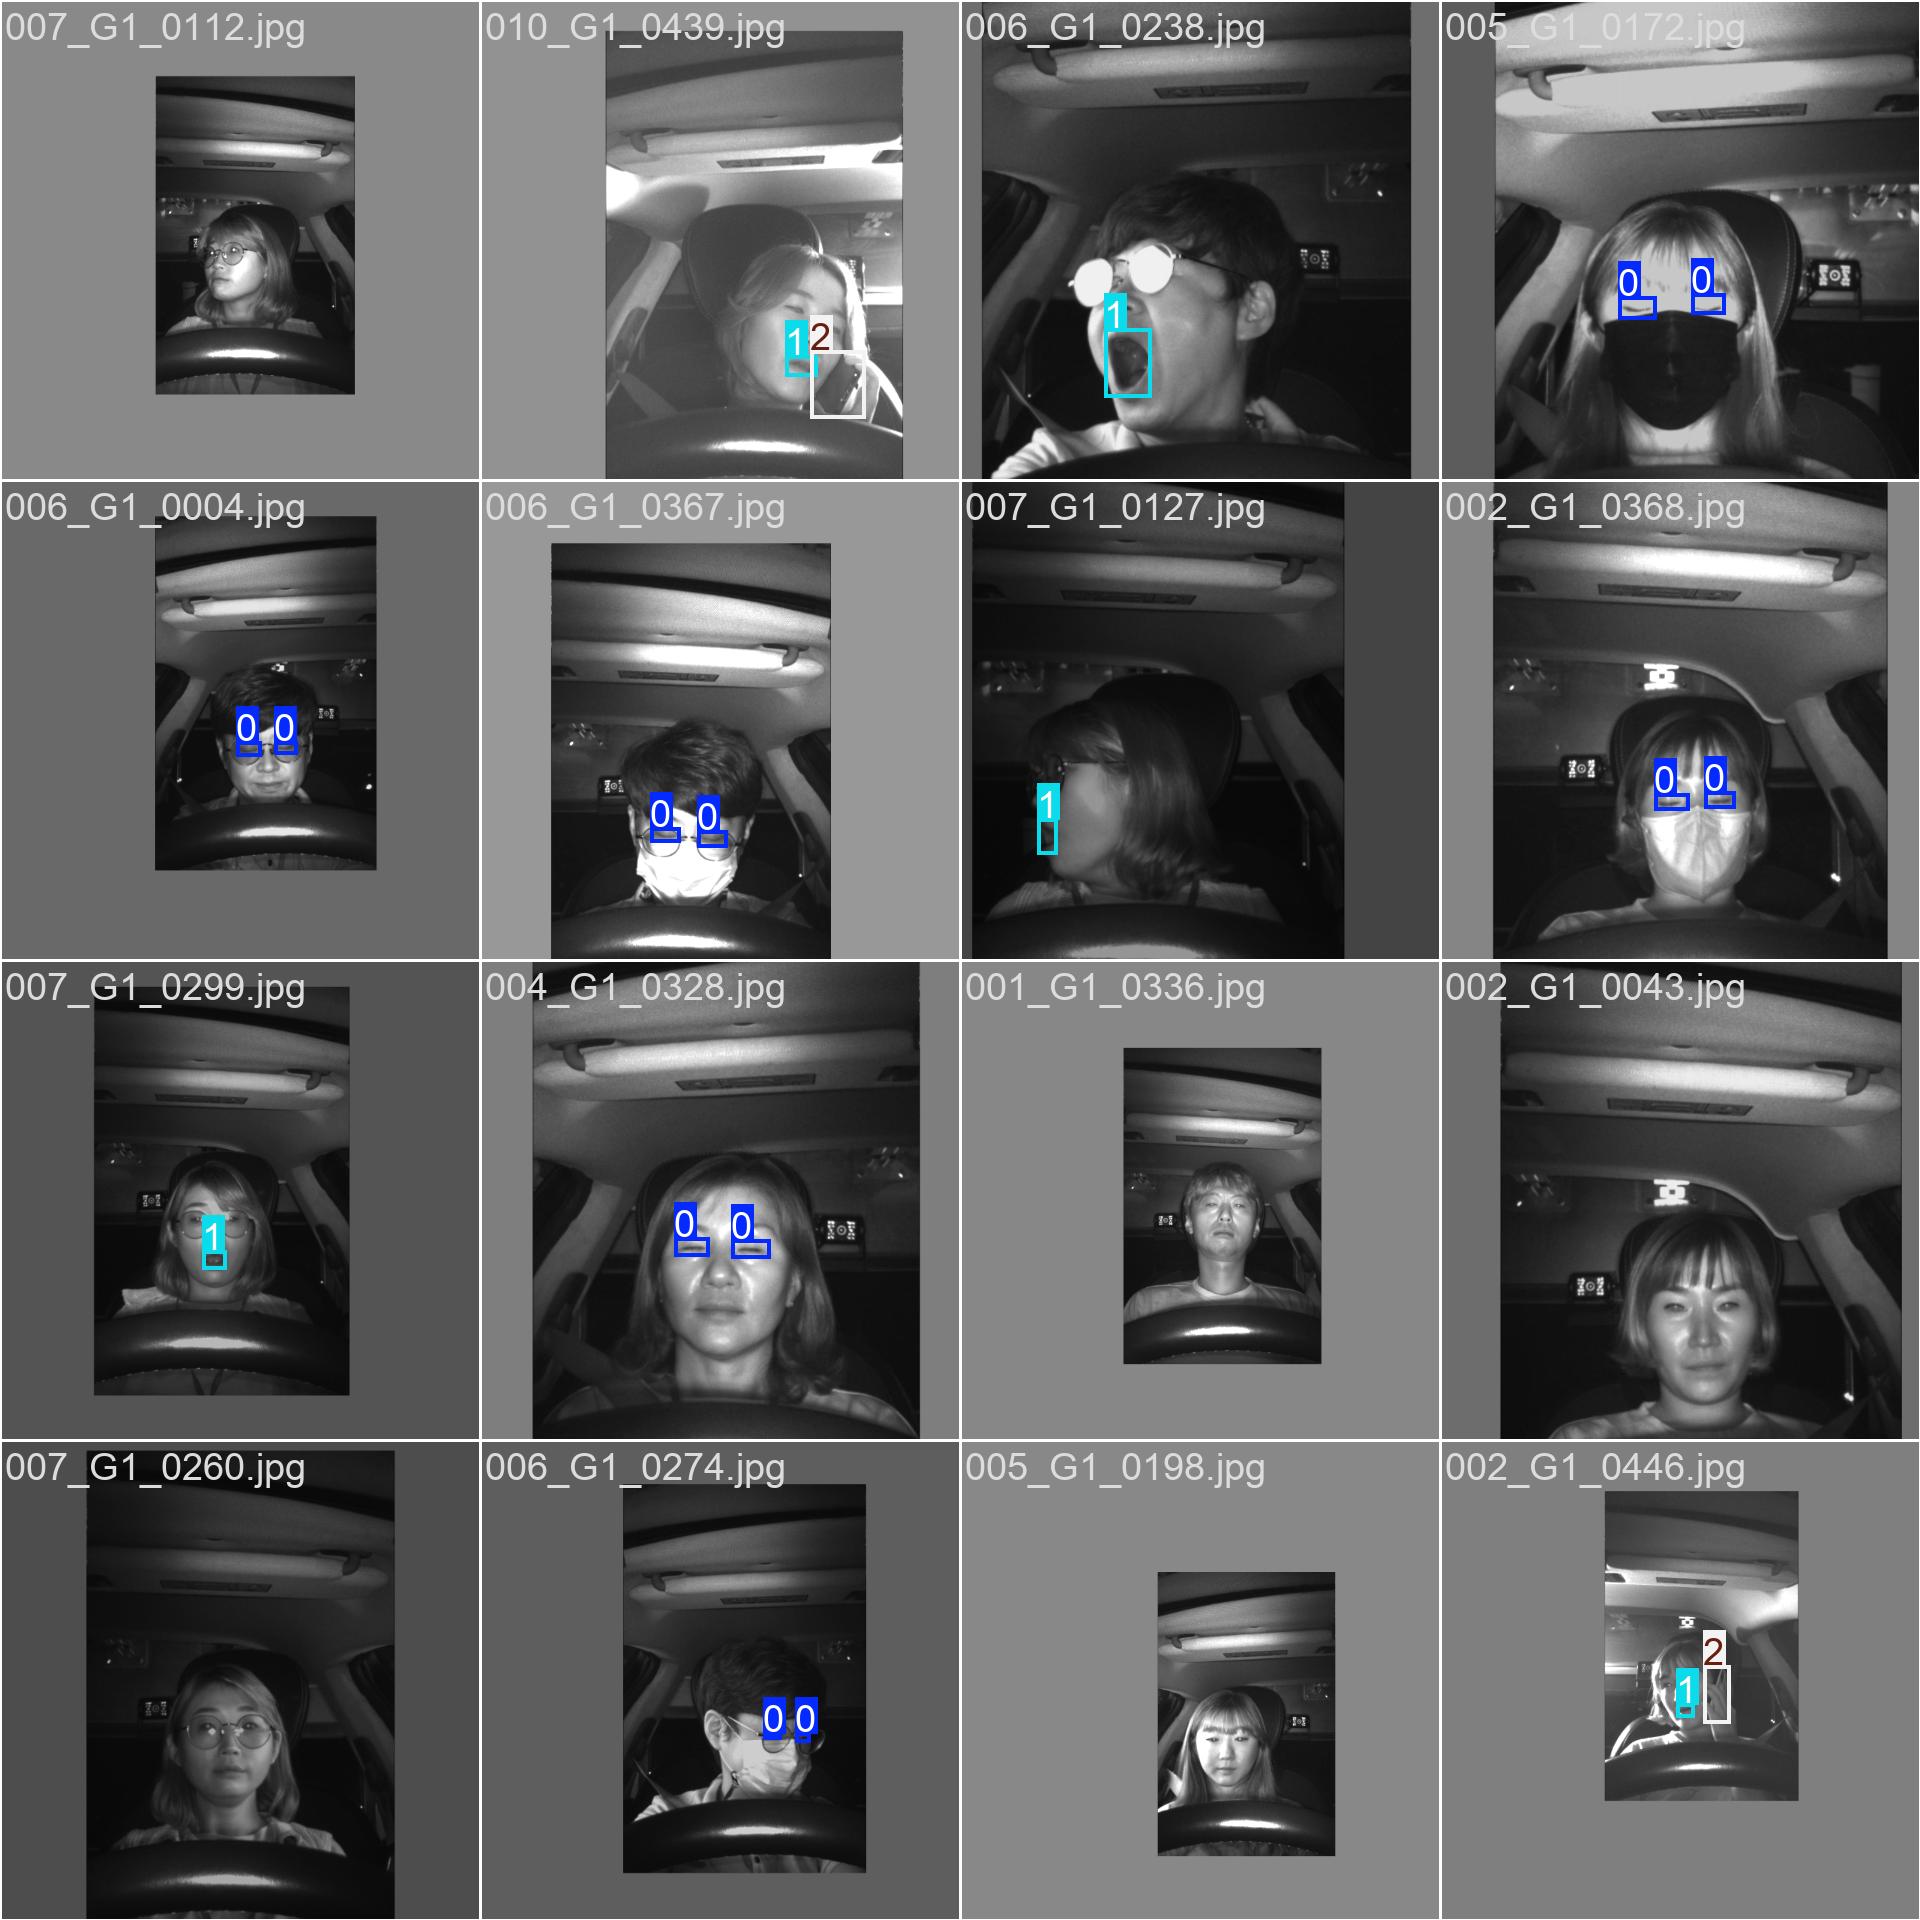 007_G1_0112.jpg
010_G1_0439.jpg
006_G1_0238.jpg
005_G1_0172.jpg
1
2
1
0
0
006_G1_0004.jpg
006_G1_0367.jpg
007_G1_0127.jpg
002_G1_0368.jpg
0
0
0
0
1
0
0
007_G1_0299.jpg
004_G1_0328.jpg
001_G1_0336.jpg
002_G1_0043.jpg
1
0
0
007_G1_0260.jpg
006_G1_0274.jpg
005_G1_0198.jpg
002_G1_0446.jpg
0
0
2
1